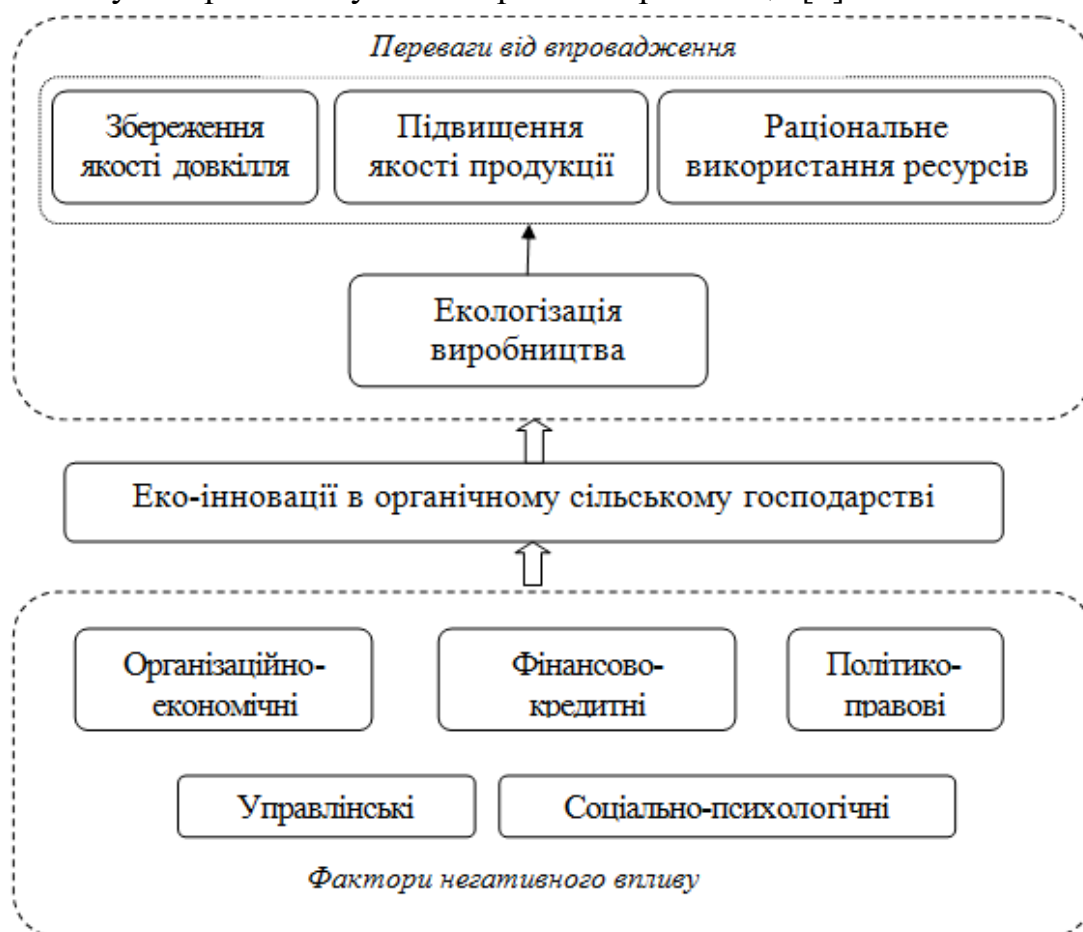 Переваги від впровадження
Збереження
якості довкілля
Підвищення
якості продукції
Раціональне
використання ресурсів
Екологізація
виробництва
Еко-інновації в органічному сільському господарстві
Організаційно-
економічні
Фінансово-
кредитні
Політико-
правові
Управлінські
Соціально-психологічні
Фактори негативного впливу